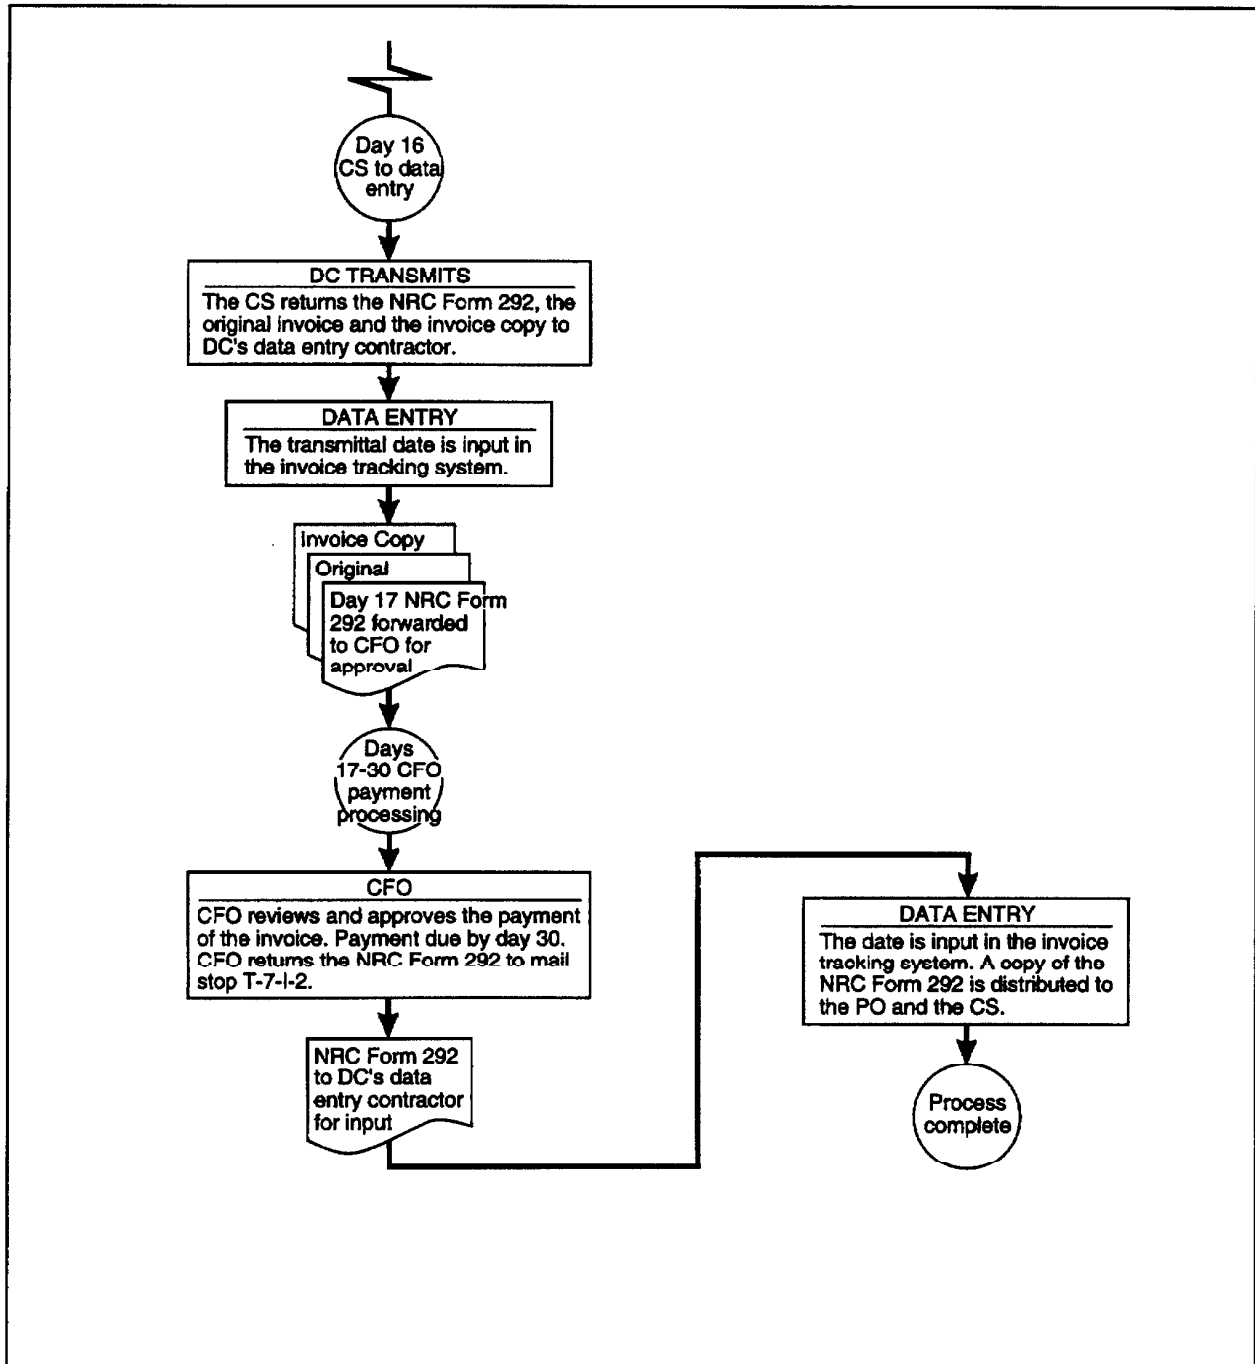 Day 16
CS to data
entry
DC TRANSMITS
The CS returns the NRC Form 292, the
original invoice and the invoice copy to
DC's data entry contractor.
DATA ENTRY
The transmittal date is input in
the invoice tracking system.
Invoice Copy
Original
Day 17 NRC Form
292 forwarded
to CFO for
approval
Days
17-30 CFO
payment
processing
CFO
CFO reviews and approves the payment
of the invoice. Payment due by day 30.
CFO returns the NRC Form 292 to mail
stop T-7-I-2.
NRC Form 292
to DC's data
entry contractor
for input
DATA ENTRY
The date is input in the invoice
tracking system. A copy of the
NRC Form 292 is distributed to
the PO and the CS.
Process
complete